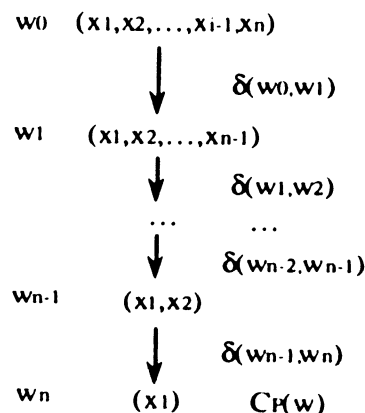 w0 (x1,x2,...,xi-1,xn)
δ(w0,w1)
w1 (x1,x2,...,xn-1)
δ(w1,w2)
... ...
δ(wn-2,wn-1)
wn-1 (x1,x2)
δ(wn-1,wn)
wn (x1) CP(w)